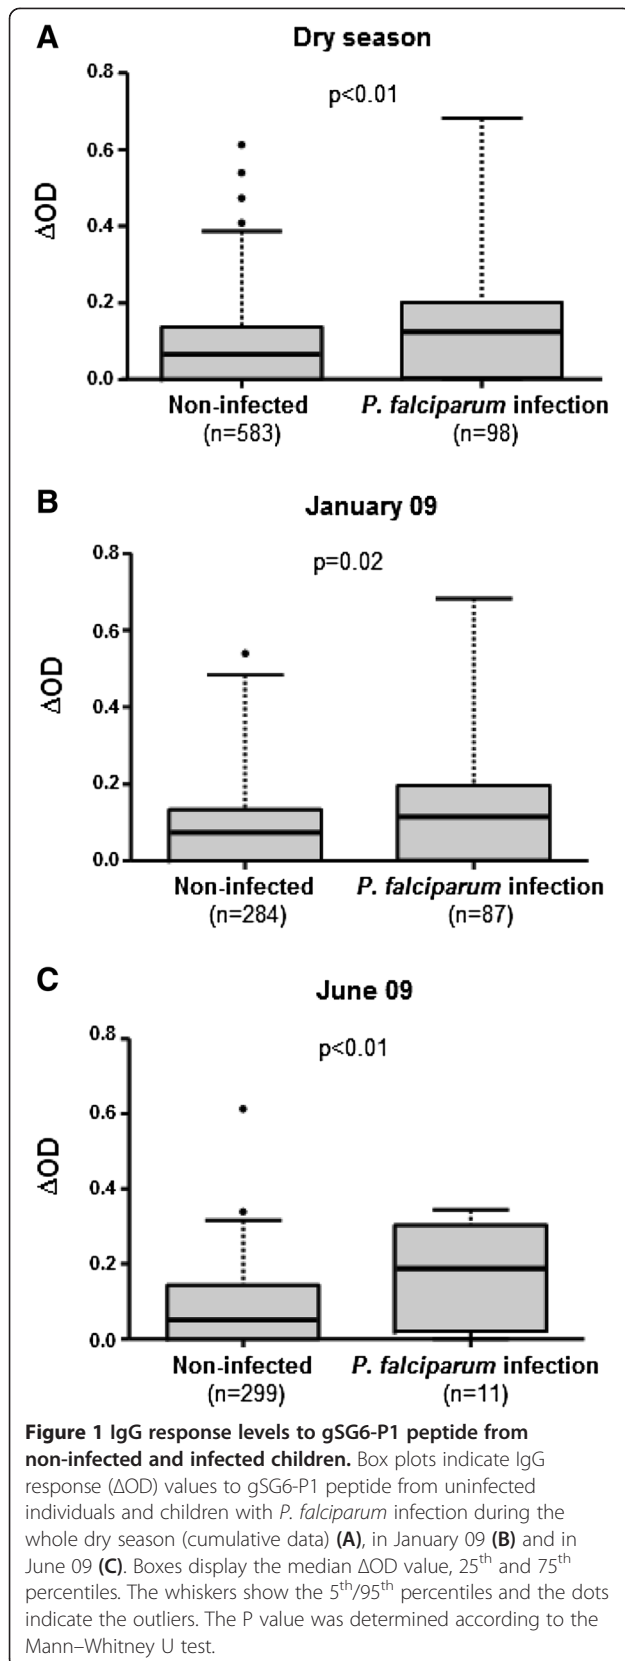 A
Dry season
p<0.01
0.8
0.6
0.4
0.2
0.0
ΔOD
Non-infected P. falciparum infection
(n=583) (n=98)
B
January 09
p=0.02
0.8
0.6
0.4
0.2
0.0
ΔOD
Non-infected P. falciparum infection
(n=284) (n=87)
C
June 09
p<0.01
0.8
0.6
0.4
0.2
0.0
ΔOD
Non-infected P. falciparum infection
(n=299) (n=11)
Figure 1 IgG response levels to gSG6-P1 peptide from
non-infected and infected children. Box plots indicate IgG
response (ΔOD) values to gSG6-P1 peptide from uninfected
individuals and children with P. falciparum infection during the
whole dry season (cumulative data) (A), in January 09 (B) and in
June 09 (C). Boxes display the median ΔOD value, 25th and 75th
percentiles. The whiskers show the 5th/95th percentiles and the dots
indicate the outliers. The P value was determined according to the
Mann–Whitney U test.